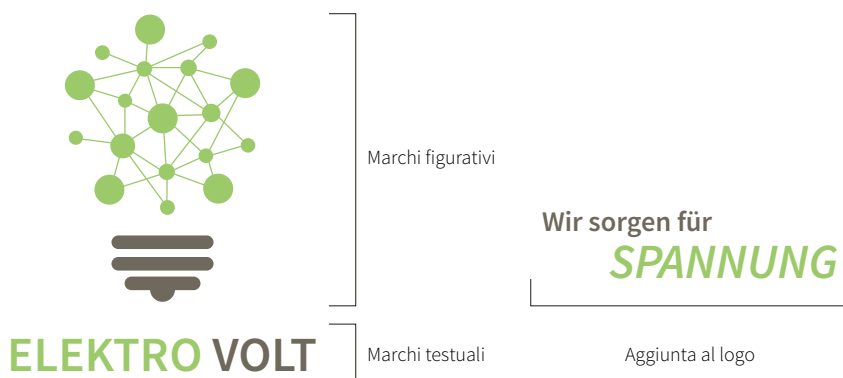 Marchi figurativi
Wir sorgen für
SPANNUNG
ELEKTRO VOLT
Marchi testuali
Aggiunta al logo